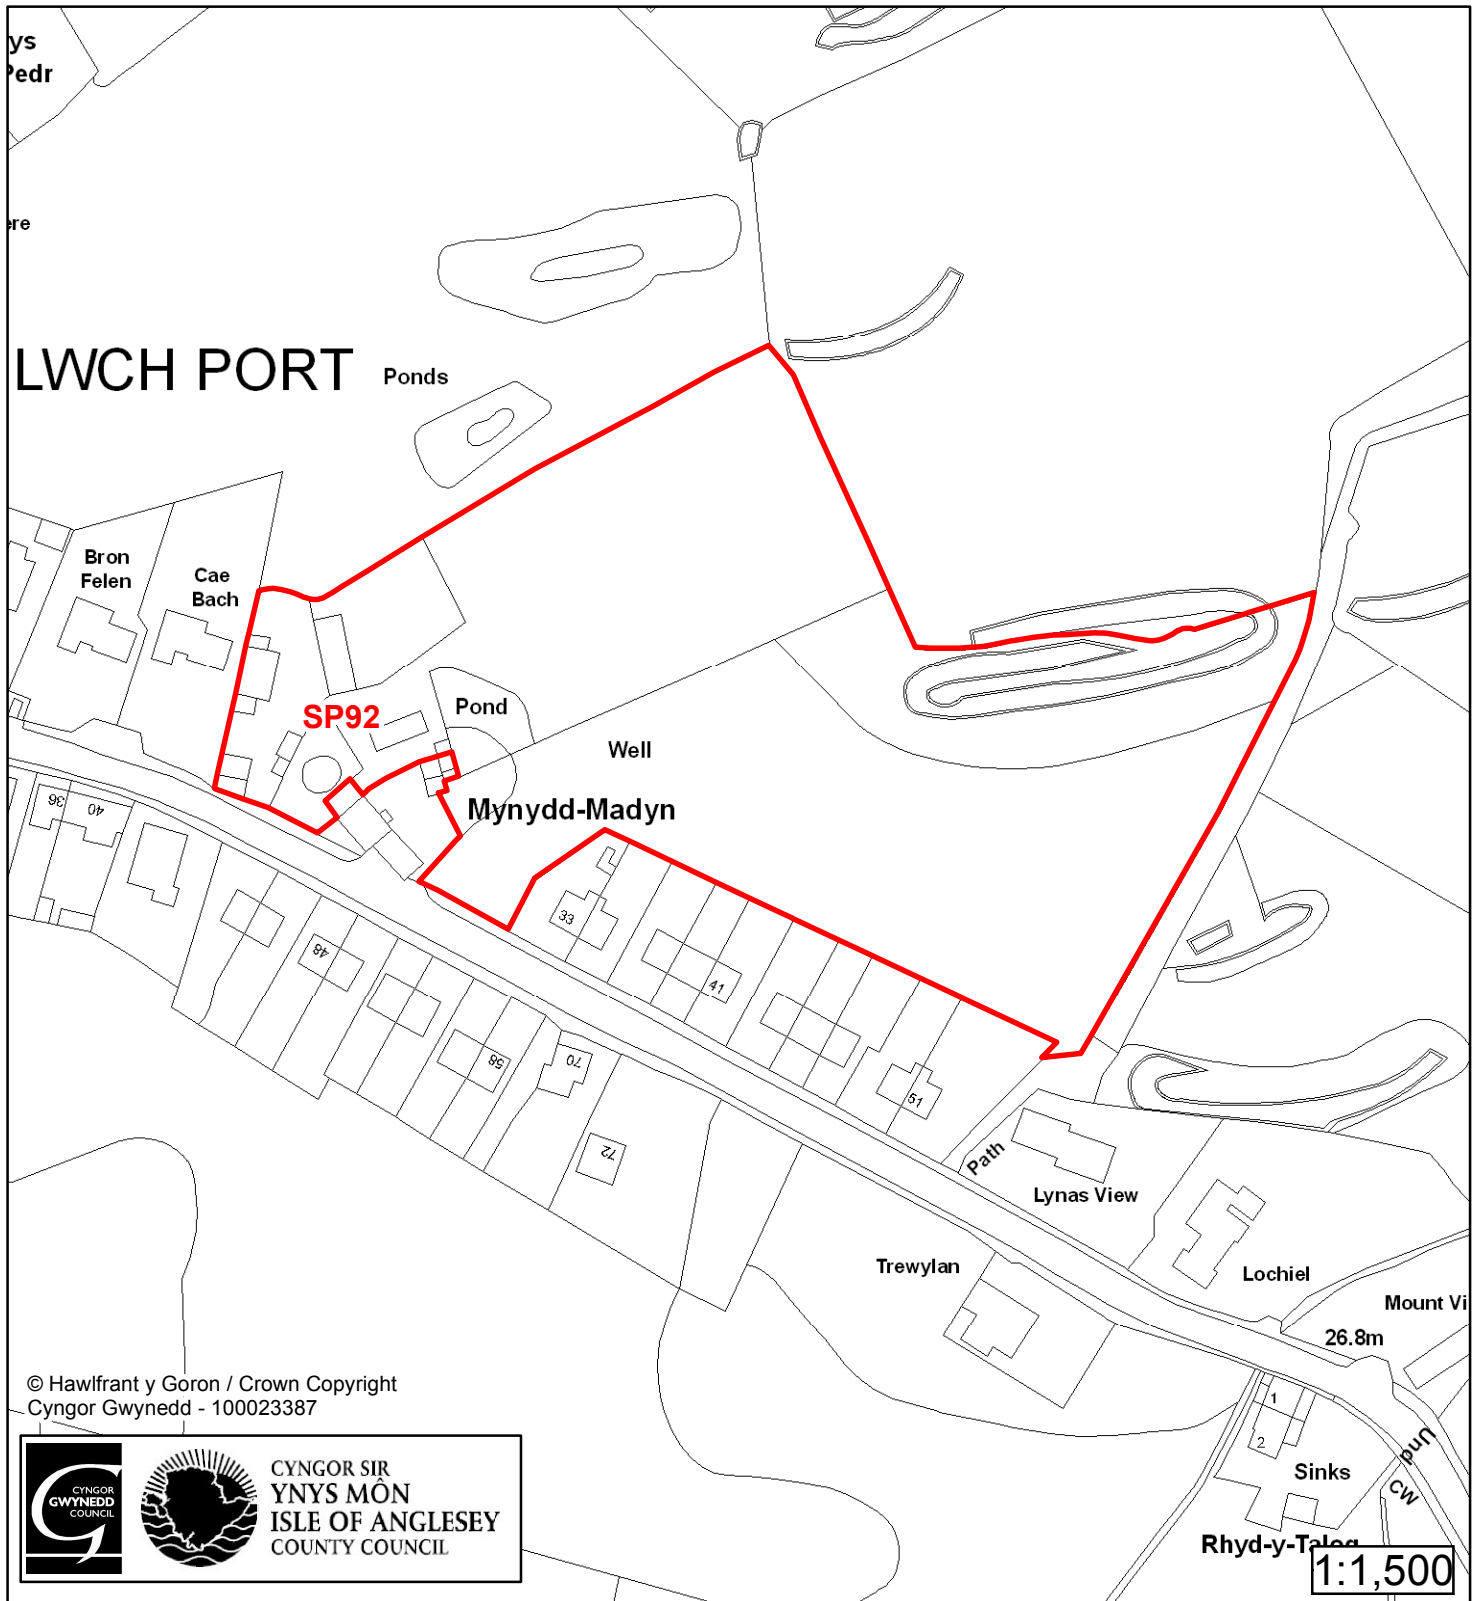 ys
Pedr
ere
LWCH PORT
Ponds
Bron
Felen
Cae
Bach
SP92
Pond
Well
Mynydd-Madyn
36
40
33
48
41
58
70
51
72
Path
Lynas View
Trewylan
Lochiel
Mount Vi
26.8m
1
2
Sinks
Und
CW
Rhyd-y-Talog
© Hawlfrant y Goron / Crown Copyright
Cyngor Gwynedd - 100023387
CYNGOR
GWYNEDD
COUNCIL
CYNGOR SIR
YNYS MÔN
ISLE OF ANGLESEY
COUNTY COUNCIL
1:1,500